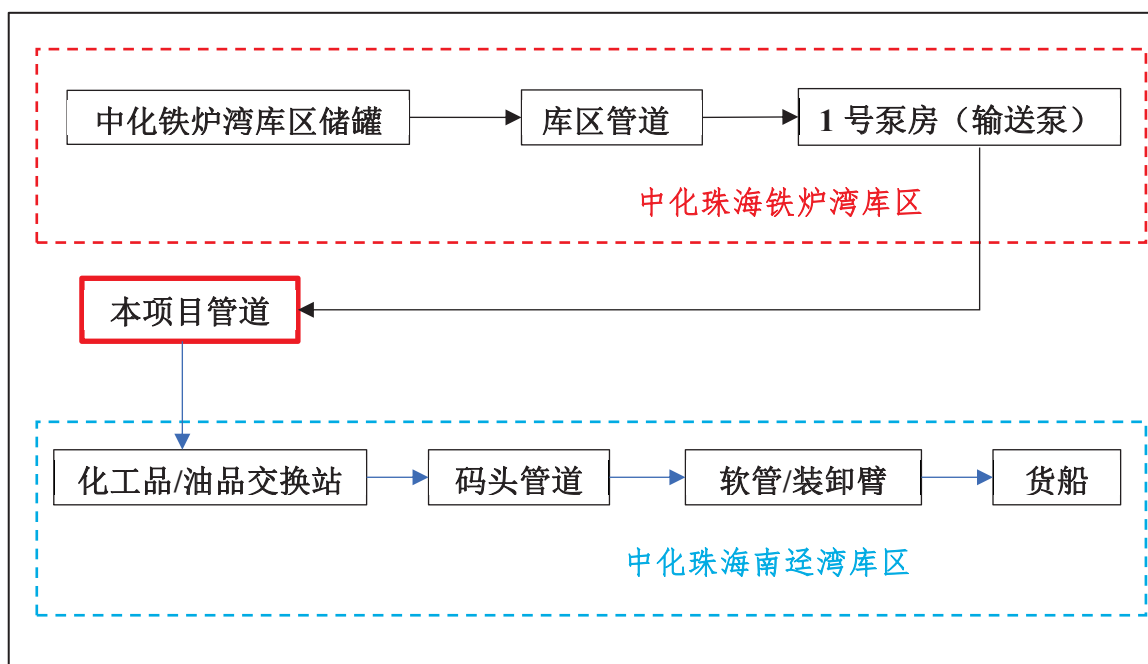 中化铁炉湾库区储罐
库区管道
1 号泵房（输送泵）
中化珠海铁炉湾库区
本项目管道
化工品/油品交换站
码头管道
软管/装卸臂
货船
中化珠海南迳湾库区